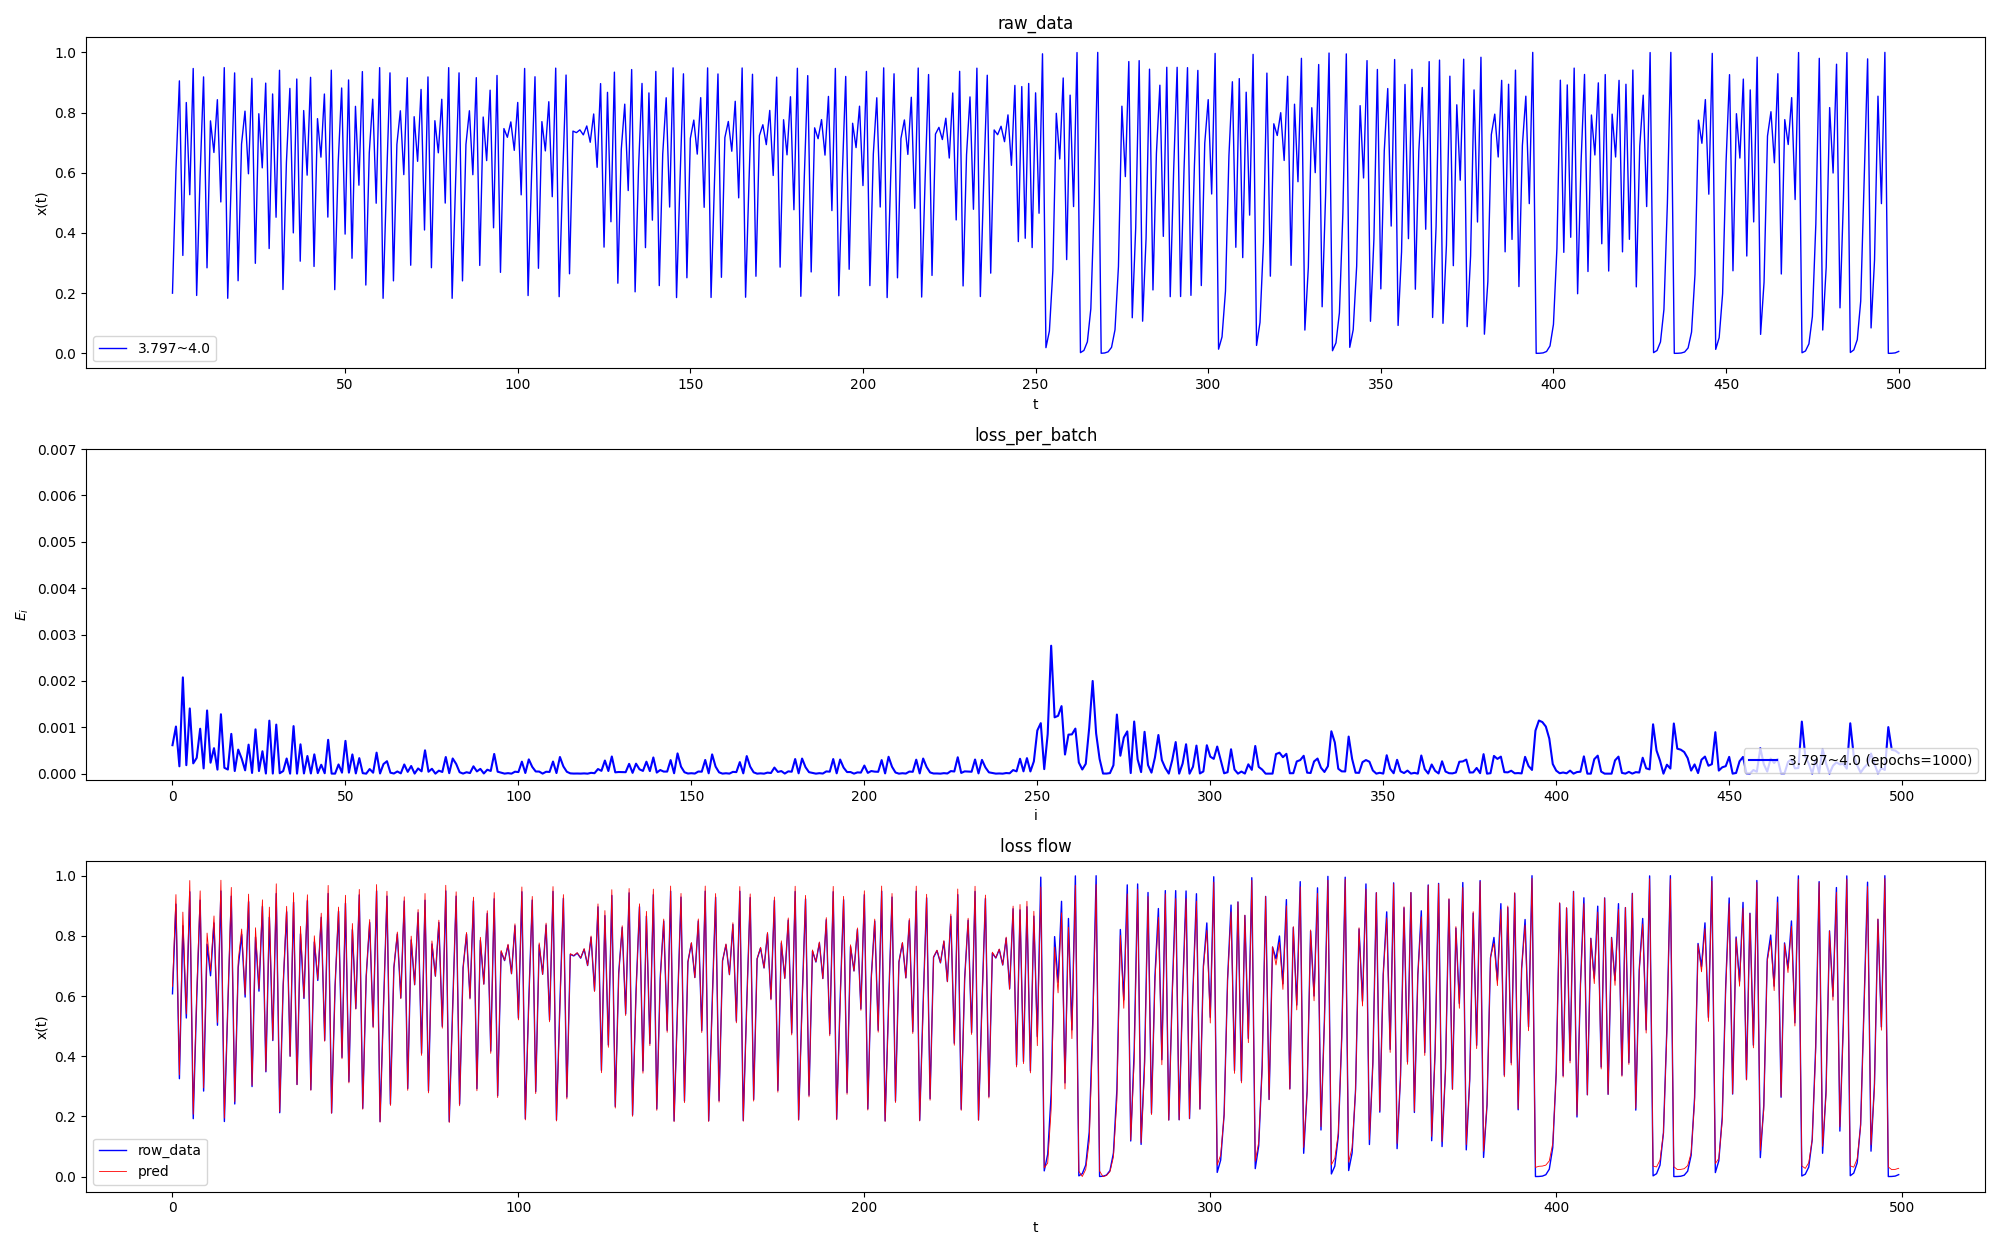 raw_data
1.0
0.8
0.6
0.4
0.2
0.0
x(t)
3.797~4.0
50 100 150 200 250 300 350 400 450 500
t
loss_per_batch
0.007
0.006
0.005
0.004
0.003
0.002
0.001
0.000
E_i
3.797~4.0 (epochs=1000)
0 50 100 150 200 250 300 350 400 450 500
i
loss flow
1.0
0.8
0.6
0.4
0.2
0.0
x(t)
row_data
pred
0 100 200 300 400 500
t